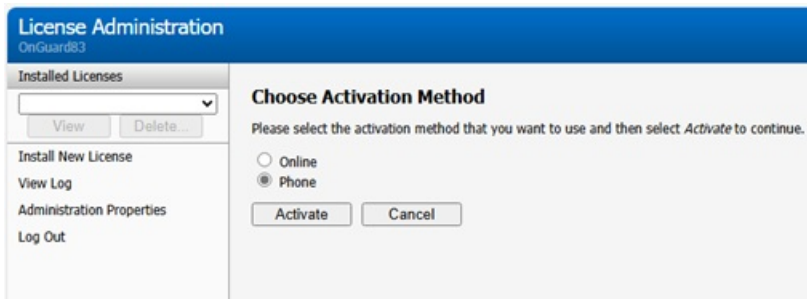 License Administration
OnGuard83
Installed Licenses
View Delete...
Install New License
View Log
Administration Properties
Log Out
Choose Activation Method
Please select the activation method that you want to use and then select Activate to continue.
Online
Phone
Activate Cancel